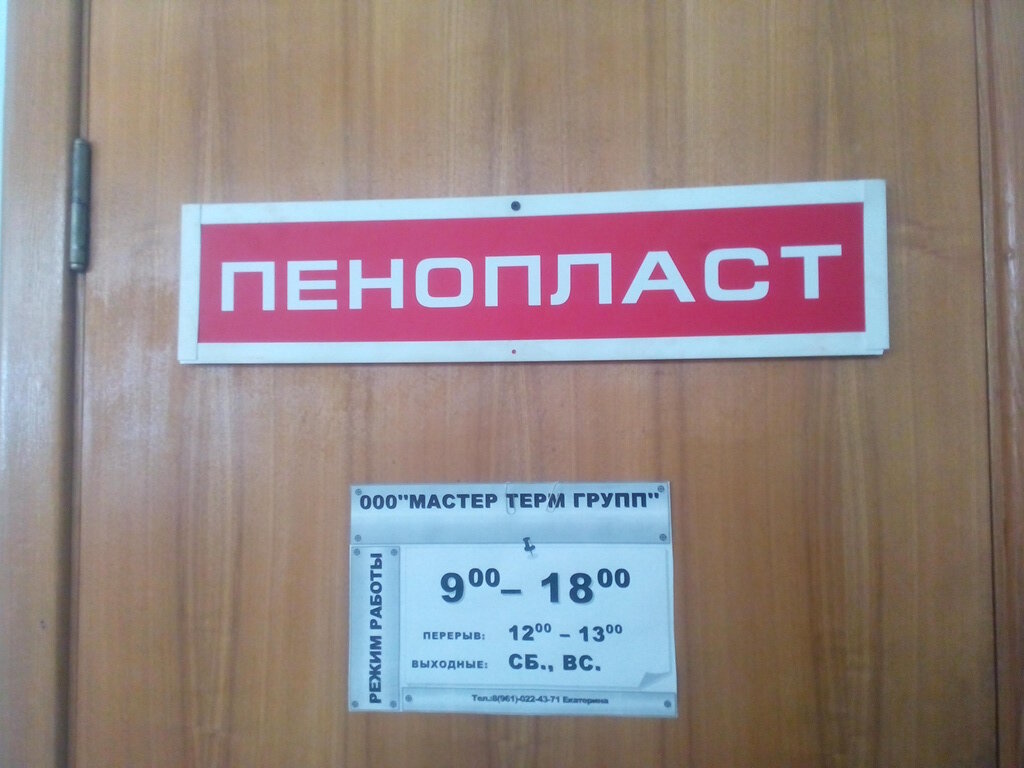 ПЕНОПЛАСТ
ООО"МАСТЕР ТЕРМ ГРУПП"
РЕЖИМ РАБОТЫ
9⁰⁰– 18⁰⁰
ПЕРЕРЫВ: 12⁰⁰ – 13⁰⁰
ВЫХОДНЫЕ: СБ., ВС.
Тел.:8(961)-022-43-71 Екатерина